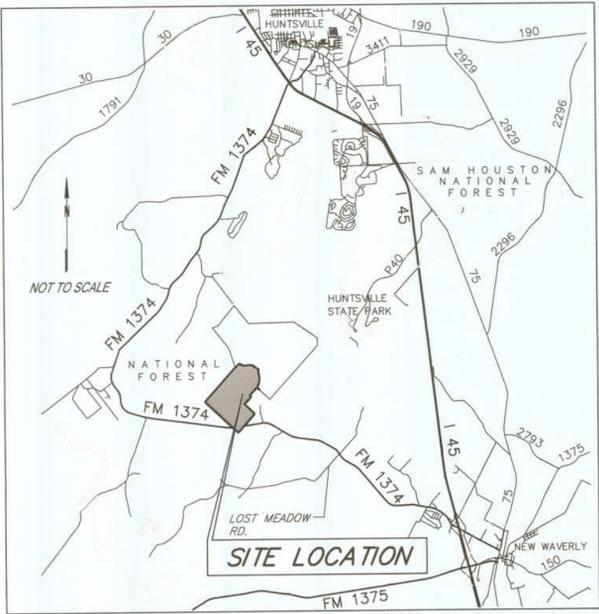 HUNTSVILLE
I 45
190
190
19
3411
30
30
1791
2929
2296
75
19
2929
FM 1374
SAM HOUSTON
NATIONAL
FOREST
I 45
N
NOT TO SCALE
2296
P40
75
HUNTSVILLE
STATE PARK
FM 1374
NATIONAL
FOREST
FM 1374
I 45
2793
1375
FM 1374
75
LOST MEADOW
RD.
SITE LOCATION
NEW WAVERLY
150
FM 1375